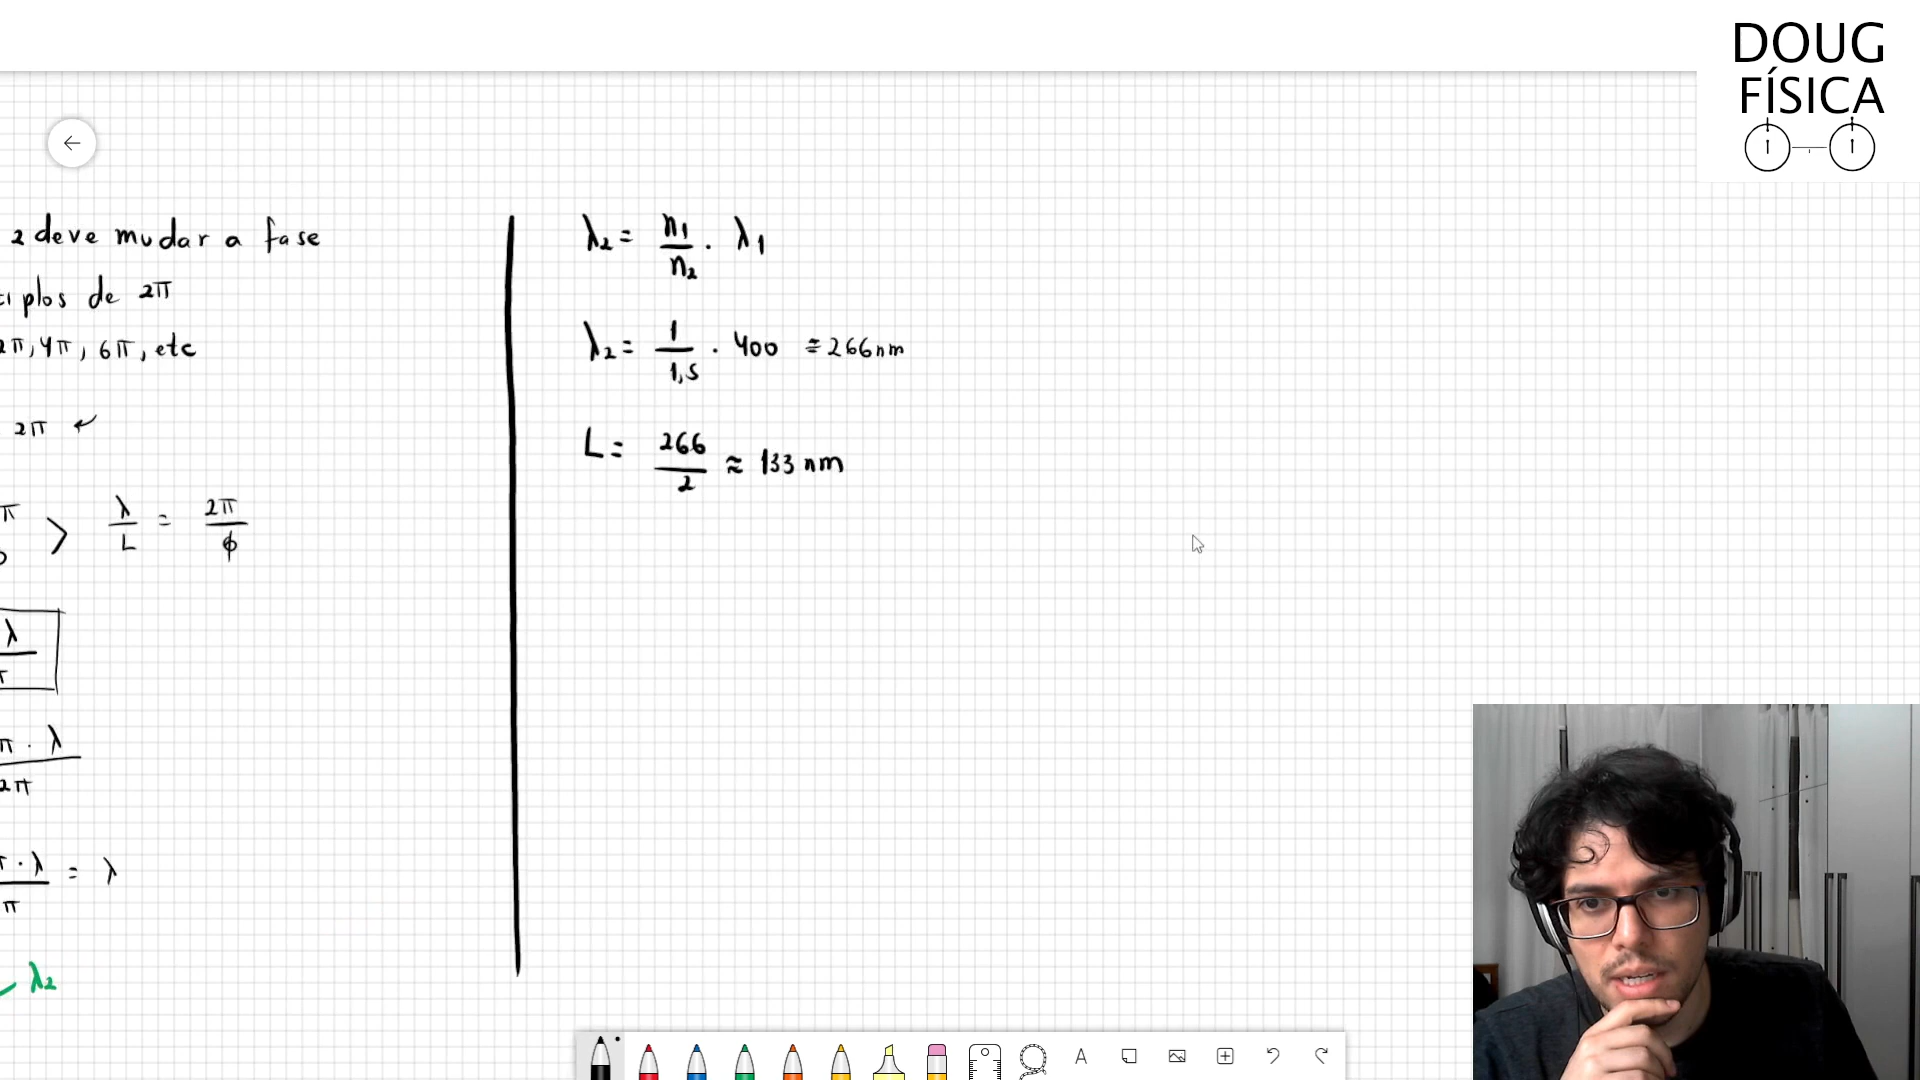 DOUG
FÍSICA
2 deve mudar a fase
iplos de 2π
2π, 4π, 6π, etc
2π
π
λ/L = 2π/φ
λ
π · λ
2π
π · λ = λ
π
λ₂
λ₂ = n₁/n₂ · λ₁
λ₂ = 1/1,5 · 400 ≈ 266nm
L = 266/2 ≈ 133 nm
A